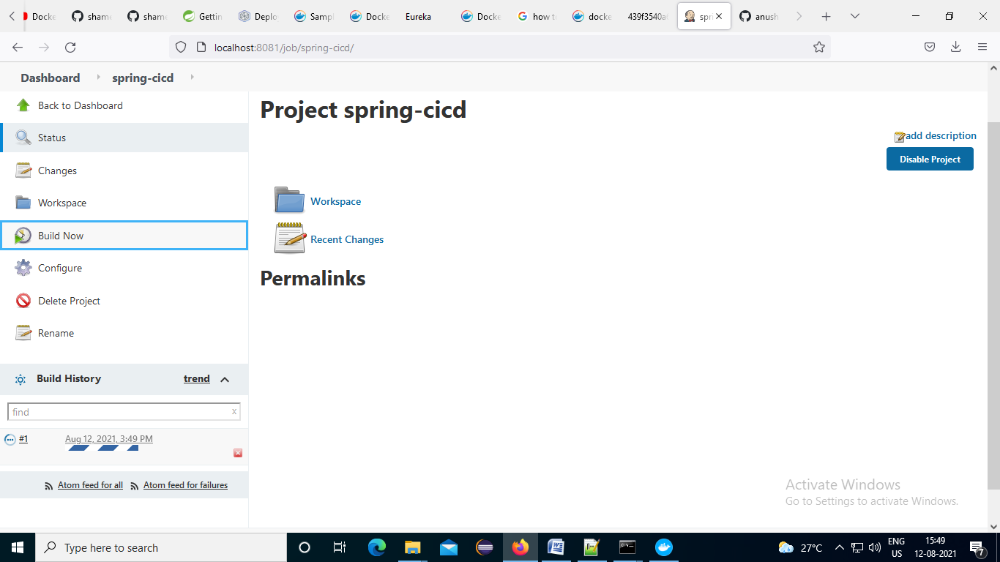 Docke
shame
shame
Gettin
Deplo
Sampl
Docke
Eureka
Docke
how to
docke
439f3540a
spri
anush
localhost:8081/job/spring-cicd/
Dashboard
spring-cicd
Back to Dashboard
Status
Changes
Workspace
Build Now
Configure
Delete Project
Rename
Build History
trend
find
x
#1
Aug 12, 2021, 3:49 PM
Atom feed for all
Atom feed for failures
Project spring-cicd
add description
Disable Project
Workspace
Recent Changes
Permalinks
Activate Windows
Go to Settings to activate Windows.
Type here to search
27°C
ENG
US
15:49
12-08-2021
7